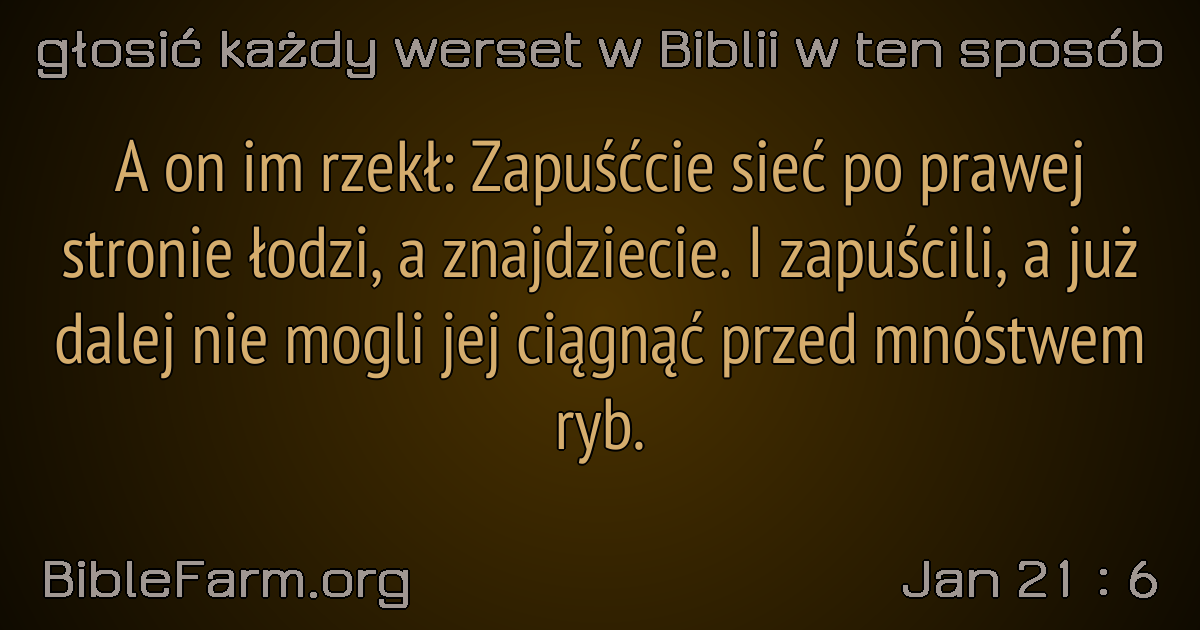 głosić każdy werset w Biblii w ten sposób
A on im rzekł: Zapuśćcie sieć po prawej
stronie łodzi, a znajdziecie. I zapuścili, a już
dalej nie mogli jej ciągnąć przed mnóstwem
ryb.
BibleFarm.org
Jan 21 : 6